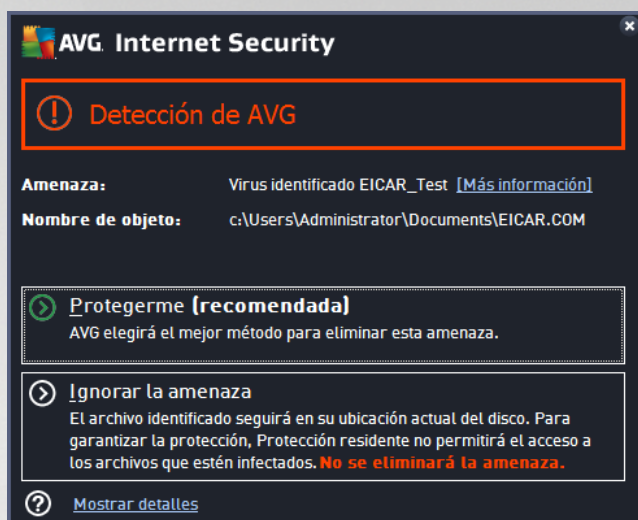 AVG. Internet Security
Detección de AVG
Amenaza: Virus identificado EICAR_Test [Más información]
Nombre de objeto: c:\Users\Administrator\Documents\EICAR.COM
Protegerme (recomendada)
AVG elegirá el mejor método para eliminar esta amenaza.
Ignorar la amenaza
El archivo identificado seguirá en su ubicación actual del disco. Para
garantizar la protección, Protección residente no permitirá el acceso a
los archivos que estén infectados. No se eliminará la amenaza.
Mostrar detalles